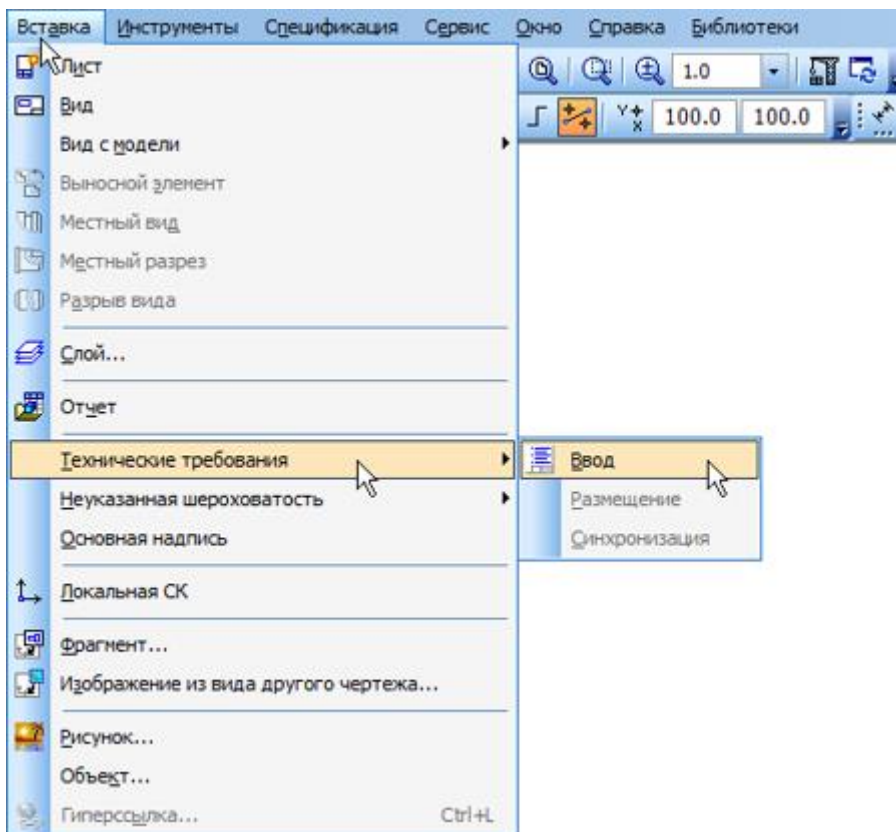 Вставка Инструменты Спецификация Сервис Окно Справка Библиотеки
Лист
1.0
Вид
100.0 100.0
Вид с модели
Выносной элемент
Местный вид
Местный разрез
Разрыв вида
Слой...
Отчет
Технические требования
Ввод
Неуказанная шероховатость
Размещение
Основная надпись
Синхронизация
Локальная СК
Фрагмент...
Изображение из вида другого чертежа...
Рисунок...
Объект...
Гиперссылка... Ctrl+L